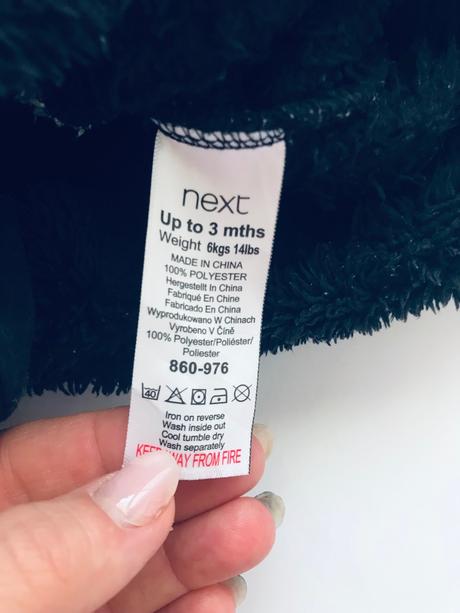 next
Up to 3 mths
Weight 6kgs 14lbs
MADE IN CHINA
100% POLYESTER
Hergestellt In China
Fabriqué En Chine
Fabricado En China
Wyprodukowano W Chinach
Vyrobeno V Číně
100% Polyester/Poliéster/
Poliester
860-976
40
Iron on reverse
Wash inside out
Cool tumble dry
Wash separately
KEEP AWAY FROM FIRE